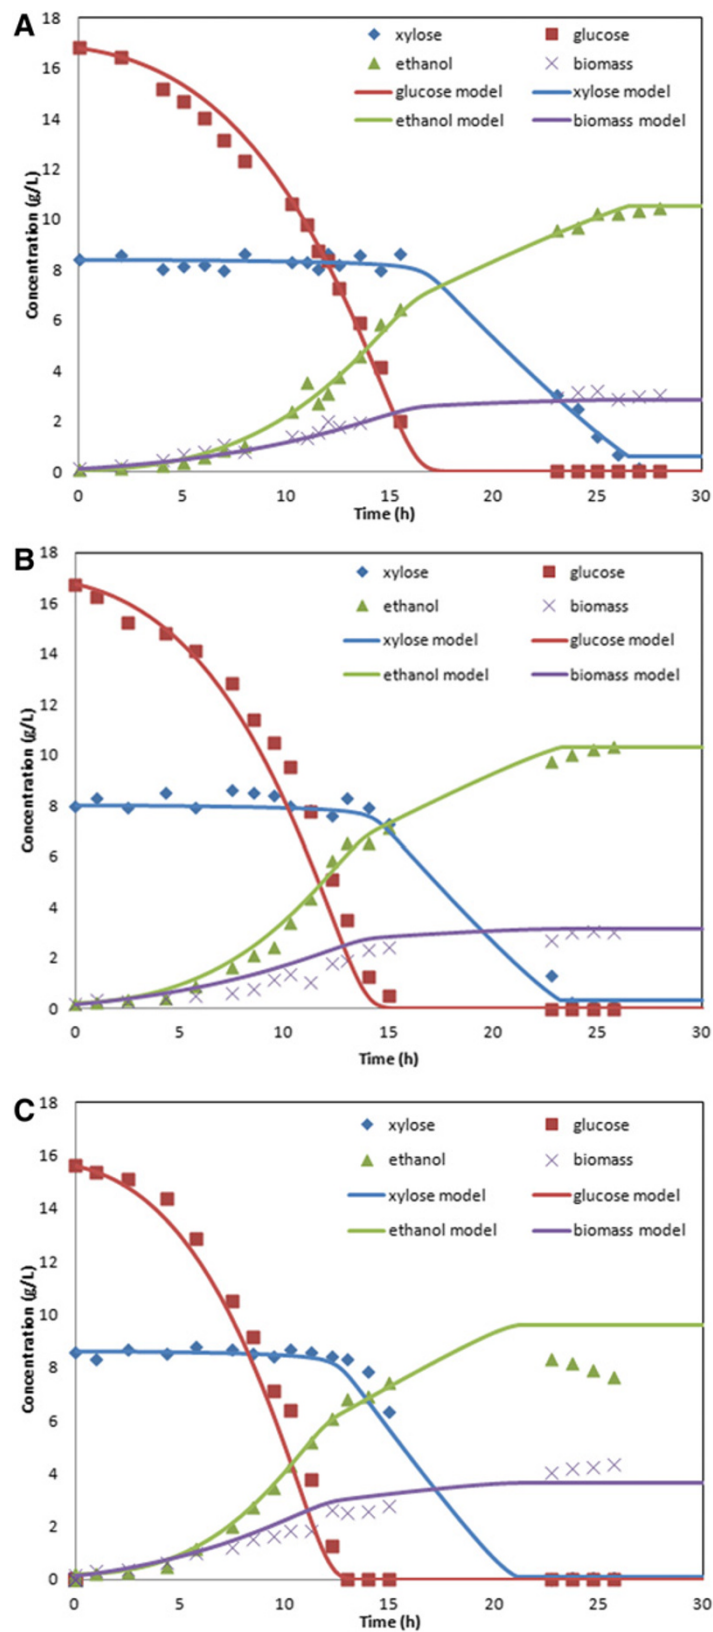 A
18
16
14
12
10
8
6
4
2
0
Concentration (g/L)
xylose glucose
ethanol biomass
glucose model xylose model
ethanol model biomass model
0 5 10 15 20 25 30
Time (h)
B
18
16
14
12
10
8
6
4
2
0
Concentration (g/L)
xylose glucose
ethanol biomass
xylose model glucose model
ethanol model biomass model
0 5 10 15 20 25 30
Time (h)
C
18
16
14
12
10
8
6
4
2
0
Concentration (g/L)
xylose glucose
ethanol biomass
xylose model glucose model
ethanol model biomass model
0 5 10 15 20 25 30
Time (h)